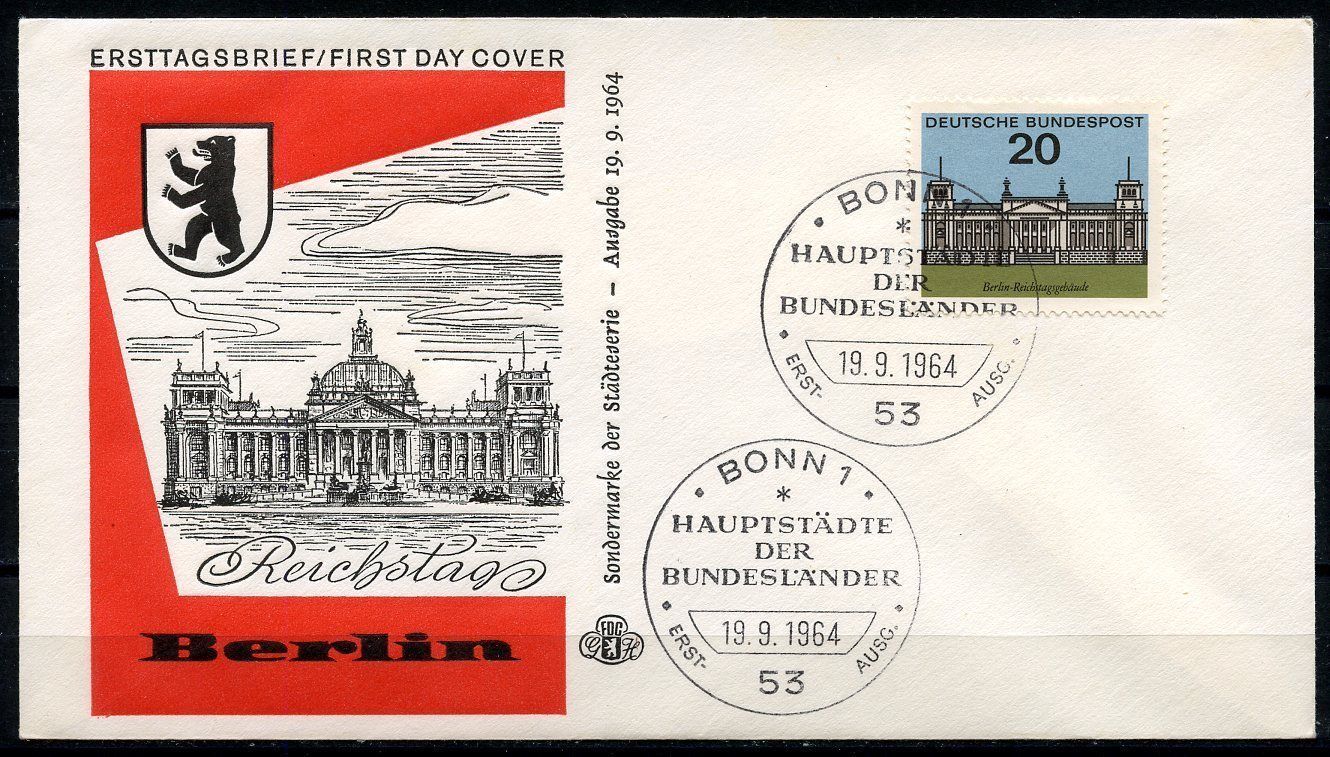 ERSTTAGSBRIEF/FIRST DAY COVER
Reichstag
Berlin
Sondermarke der Städteserie – Ausgabe 19. 9. 1964
FDC
G H
DEUTSCHE BUNDESPOST
20
Berlin-Reichstagsgebäude
BONN 1
*
HAUPTSTÄDTE
DER
BUNDESLÄNDER
19.9.1964
ERST- AUSG.
53
BONN 1
*
HAUPTSTÄDTE
DER
BUNDESLÄNDER
19.9.1964
ERST- AUSG.
53